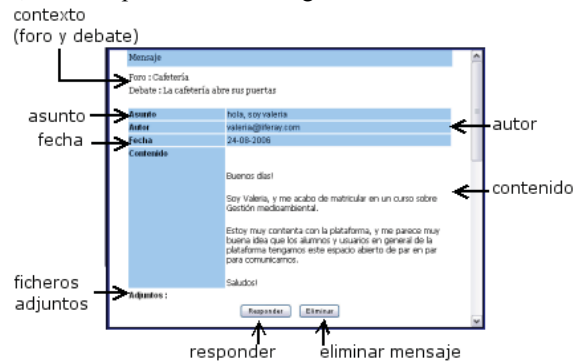 contexto
(foro y debate)
Mensaje
Foro : Cafetería
Debate : La cafetería abre sus puertas
asunto
Asunto hola, soy valeria
Autor valeria@liferay.com
autor
fecha
Fecha 24-08-2006
Contenido
Buenos días!
contenido
Soy Valeria, y me acabo de matricular en un curso sobre
Gestión medioambiental.
Estoy muy contenta con la plataforma, y me parece muy
buena idea que los alumnos y usuarios en general de la
plataforma tengamos este espacio abierto de par en par
para comunicarnos.
Saludos!
ficheros
adjuntos
Adjuntos :
Responder Eliminar
responder eliminar mensaje